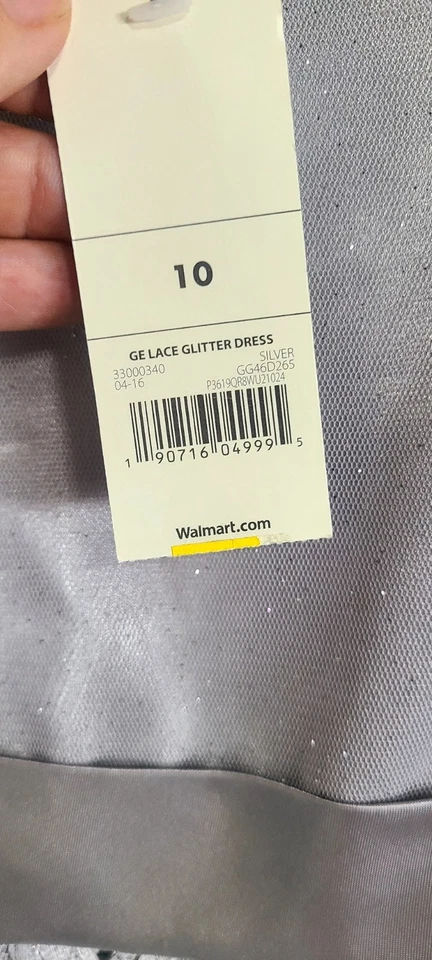 10
GE LACE GLITTER DRESS
33000340 SILVER
04-16 GG46D265
P3619QR8WU21024
1 90716 04999 5
Walmart.com